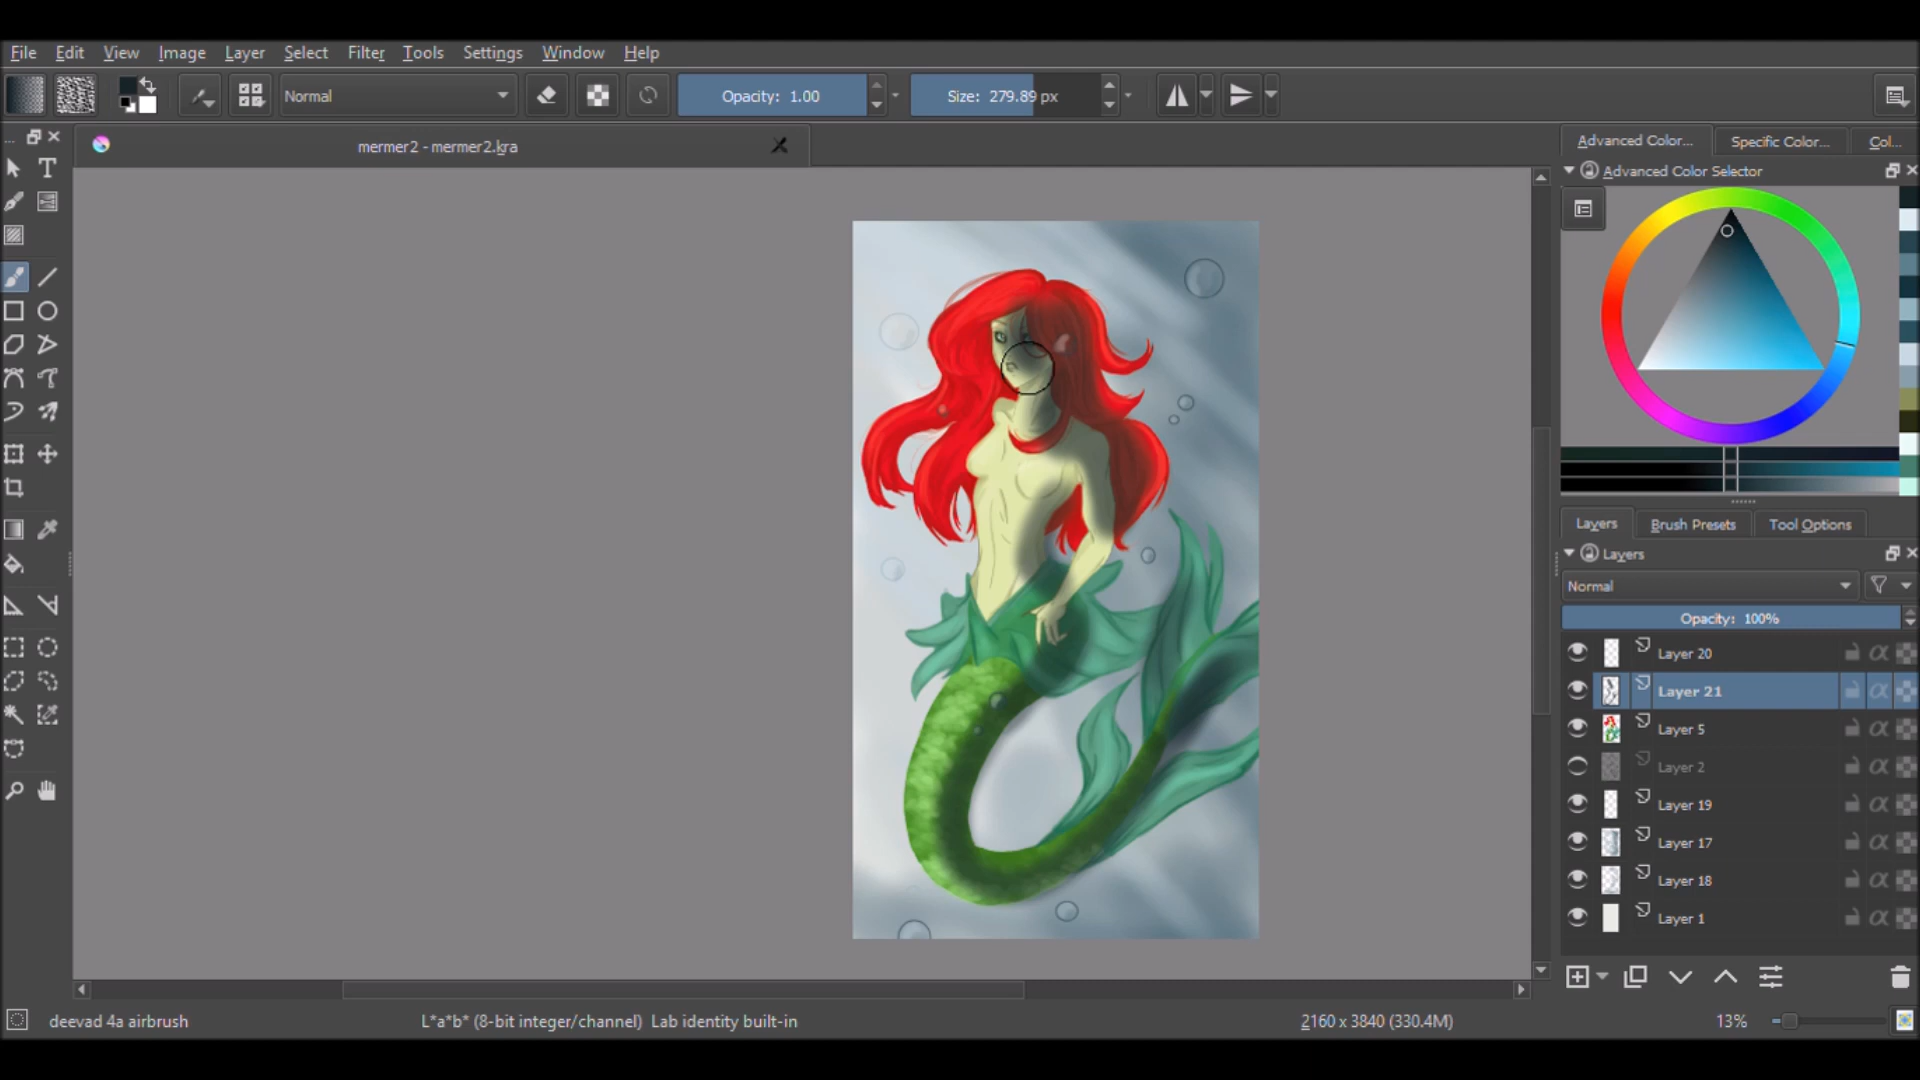 File Edit View Image Layer Select Filter Tools Settings Window Help
Normal
Opacity: 1.00
Size: 279.89 px
mermer2 - mermer2.kra
Advanced Color...
Specific Color...
Col...
Advanced Color Selector
Layers
Brush Presets
Tool Options
Layers
Normal
Opacity: 100%
Layer 20
Layer 21
Layer 5
Layer 2
Layer 19
Layer 17
Layer 18
Layer 1
deevad 4a airbrush
L*a*b* (8-bit integer/channel) Lab identity built-in
2160 x 3840 (330.4M)
13%